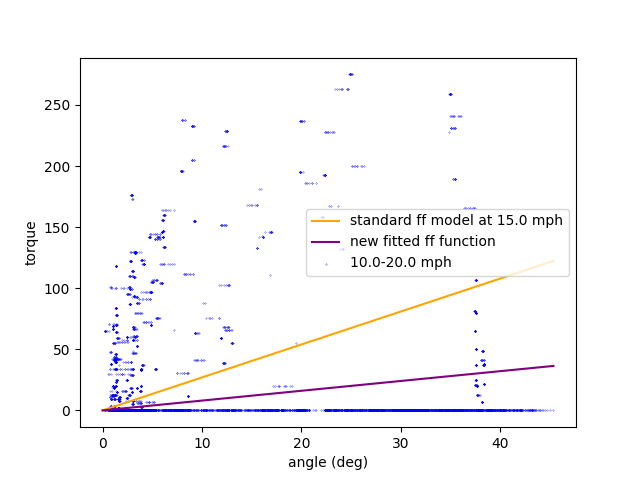 250
200
150
100
50
0
torque
standard ff model at 15.0 mph
new fitted ff function
10.0-20.0 mph
0 10 20 30 40
angle (deg)